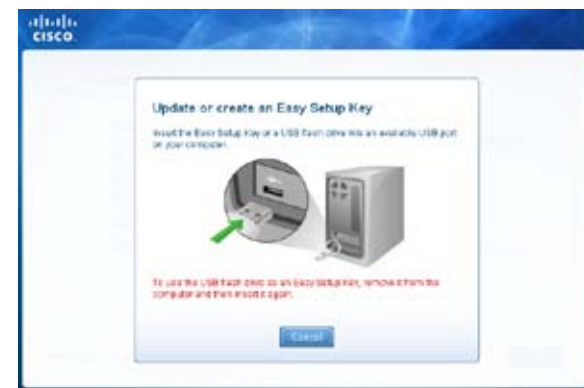 CISCO
Update or create an Easy Setup Key
Insert the Easy Setup Key or a USB flash drive into an available USB port
on your computer.
To use the USB flash drive as an Easy Setup Key, remove it from the
computer and then insert it again.
Cancel